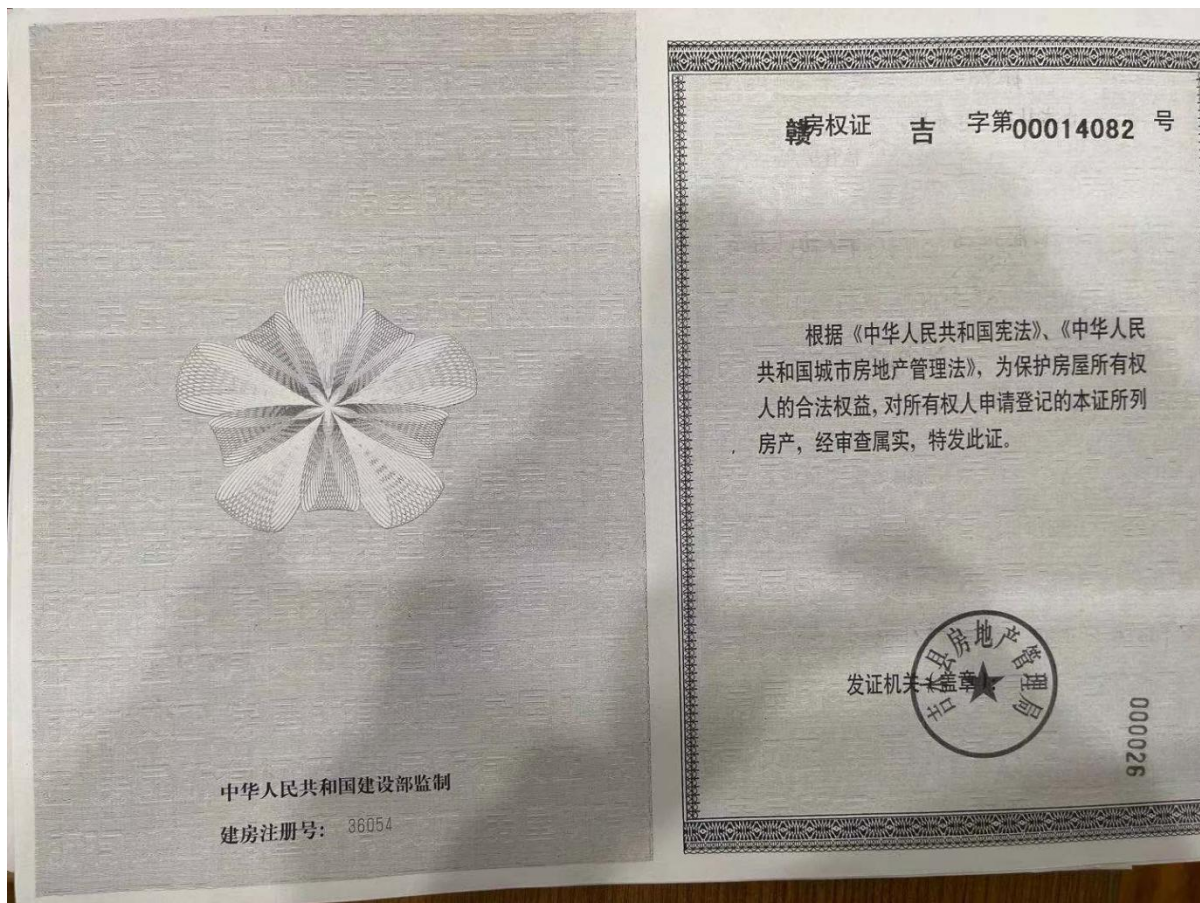 中华人民共和国建设部监制
建房注册号: 36054
赣房权证 吉 字第00014082 号
根据《中华人民共和国宪法》、《中华人民
共和国城市房地产管理法》, 为保护房屋所有权
人的合法权益, 对所有权人申请登记的本证所列
房产, 经审查属实, 特发此证。
发证机关(盖章)
吉水县房地产管理局
000026